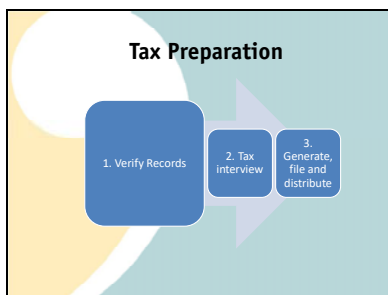 Tax Preparation
1. Verify Records
2. Tax
interview
3.
Generate,
file and
distribute